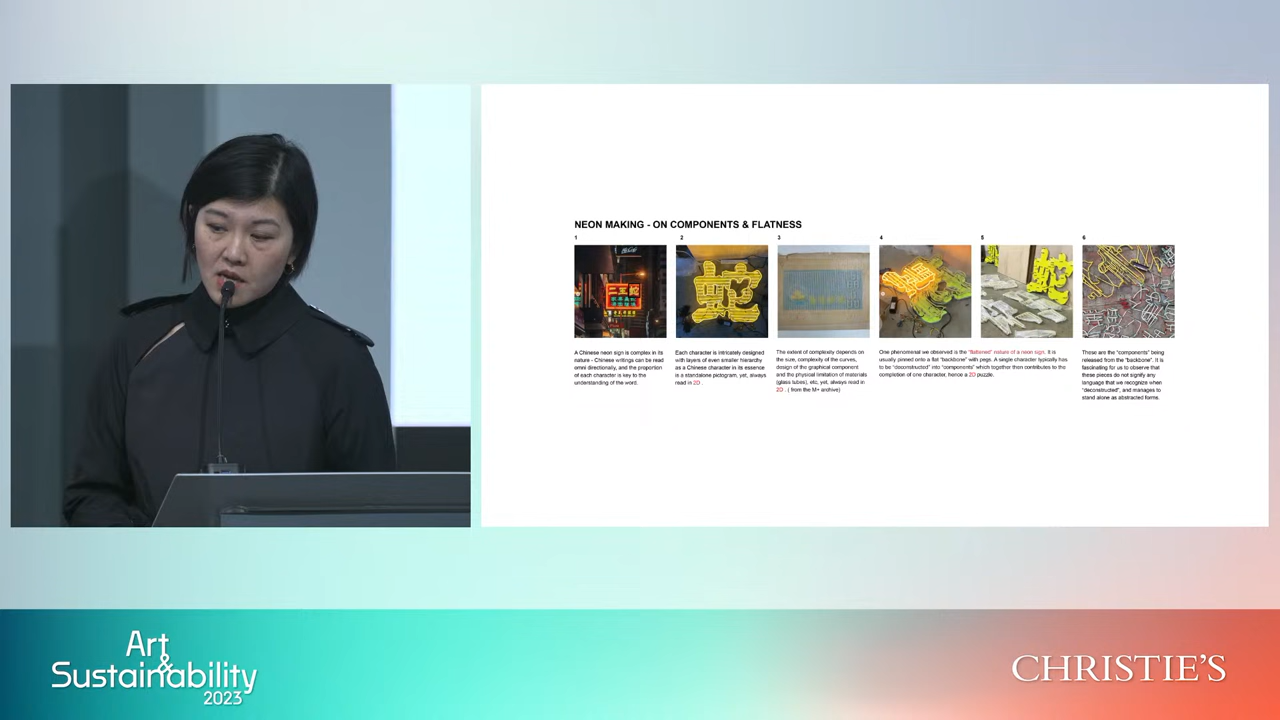 NEON MAKING - ON COMPONENTS & FLATNESS
1
2
3
4
5
6
二王蛇
蛇
A Chinese neon sign is complex in its
nature - Chinese writings can be read
omni directionally, and the proportion
of each character is key to the
understanding of the word.
Each character is intricately designed
with layers of even smaller hierarchy
as a Chinese character in its essence
is a standalone pictogram, yet, always
read in 2D .
The extent of complexity depends on
the sure, complexity of the curves,
design of the graphical component
and the physical limitation of materials
(glass tubes), etc, yet, always read in
2D . ( from the M+ archive)
One phenomenal we observed is the "flattened" nature of a neon sign. It is
usually pinned onto a flat "backbone" with pegs. A single character typically has
to be "deconstructed" into "components" which together then contributes to the
completion of one character, hence a 2D puzzle.
These are the "components" being
released from the "backbone". It is
fascinating for us to observe that
these pieces do not signify any
language that we recognize when
"deconstructed", and manages to
stand alone as abstracted forms.
Art
&
Sustainability
2023
CHRISTIE'S